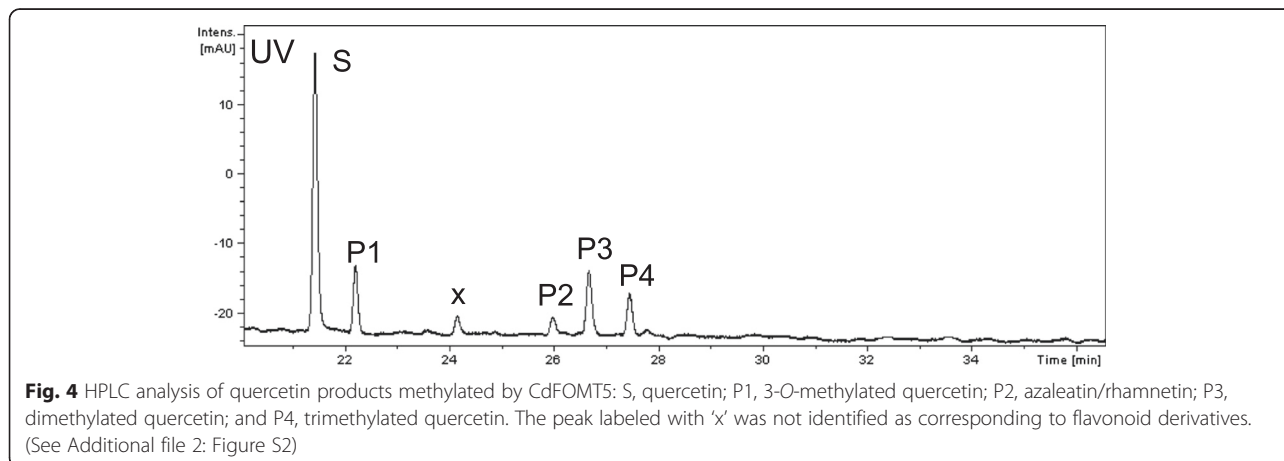 Intens.
[mAU]
UV S
10
0
-10
-20
P1
x
P2
P3
P4
22 24 26 28 30 32 34 Time [min]
Fig. 4 HPLC analysis of quercetin products methylated by CdFOMT5: S, quercetin; P1, 3-O-methylated quercetin; P2, azaleatin/rhamnetin; P3,
dimethylated quercetin; and P4, trimethylated quercetin. The peak labeled with ‘x’ was not identified as corresponding to flavonoid derivatives.
(See Additional file 2: Figure S2)